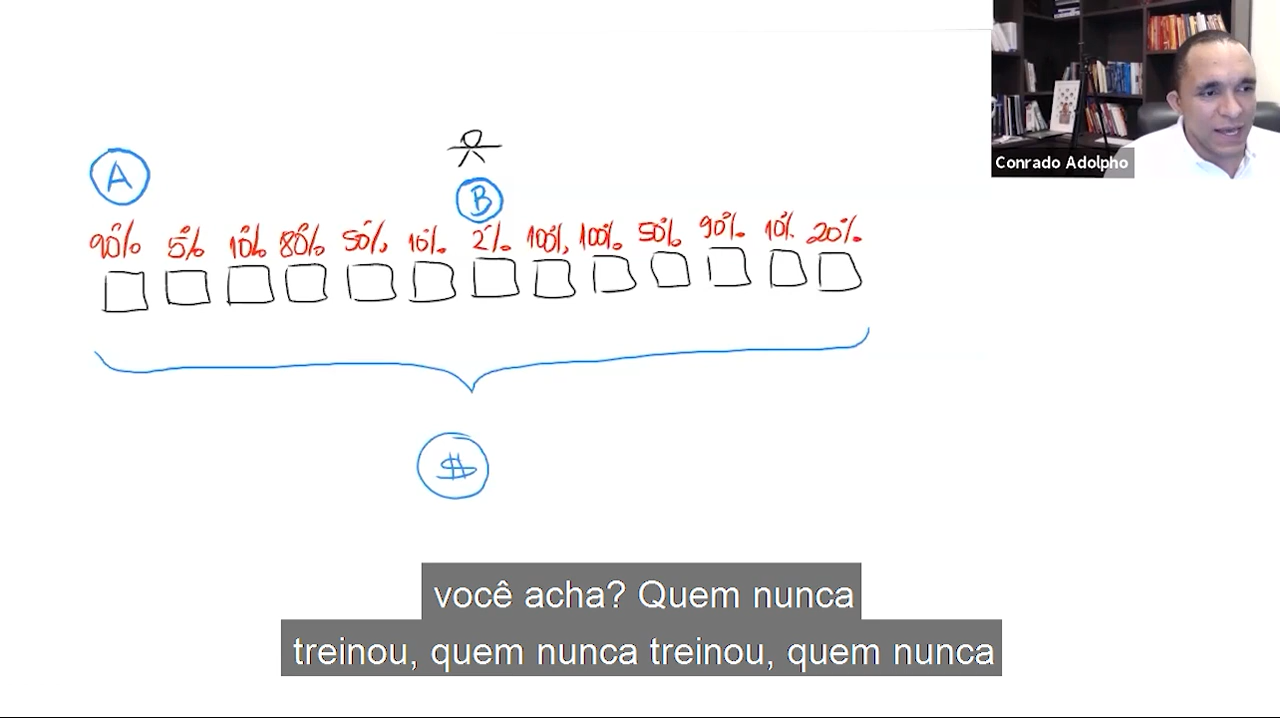 Conrado Adolpho
A
B
90% 5% 10% 80% 50% 10% 2% 100% 100% 50% 90% 10% 20%
$
você acha? Quem nunca
treinou, quem nunca treinou, quem nunca